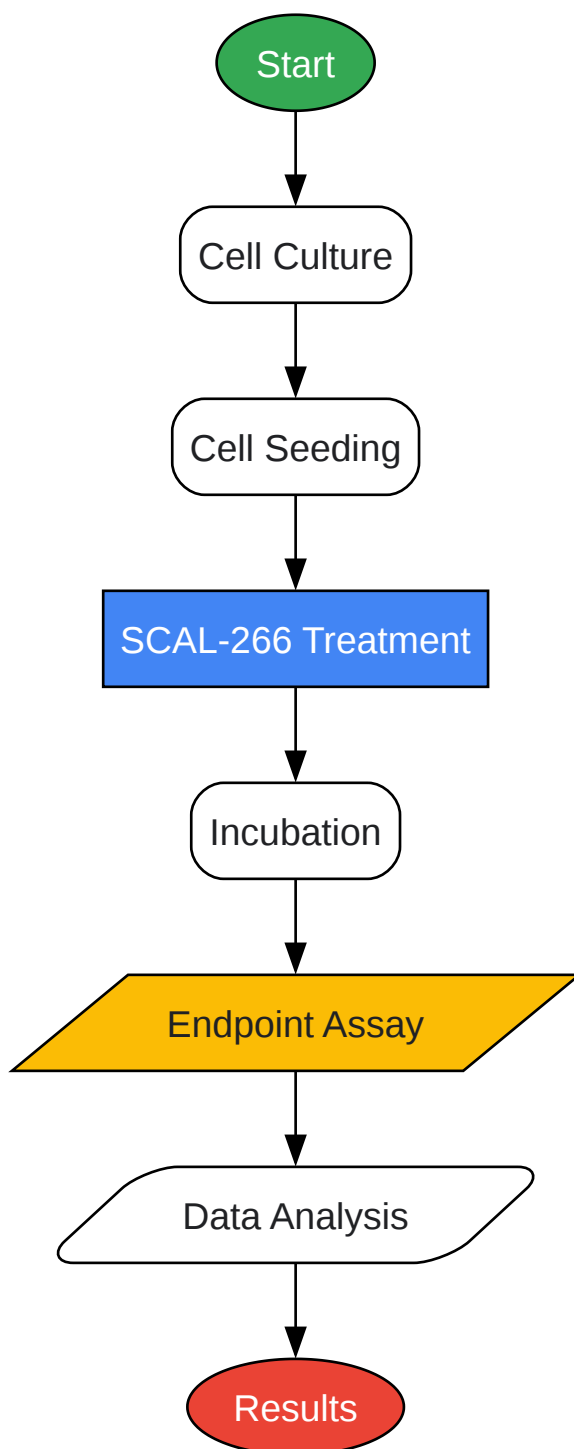 Start
Cell Culture
Cell Seeding
SCAL-266 Treatment
Incubation
Endpoint Assay
Data Analysis
Results